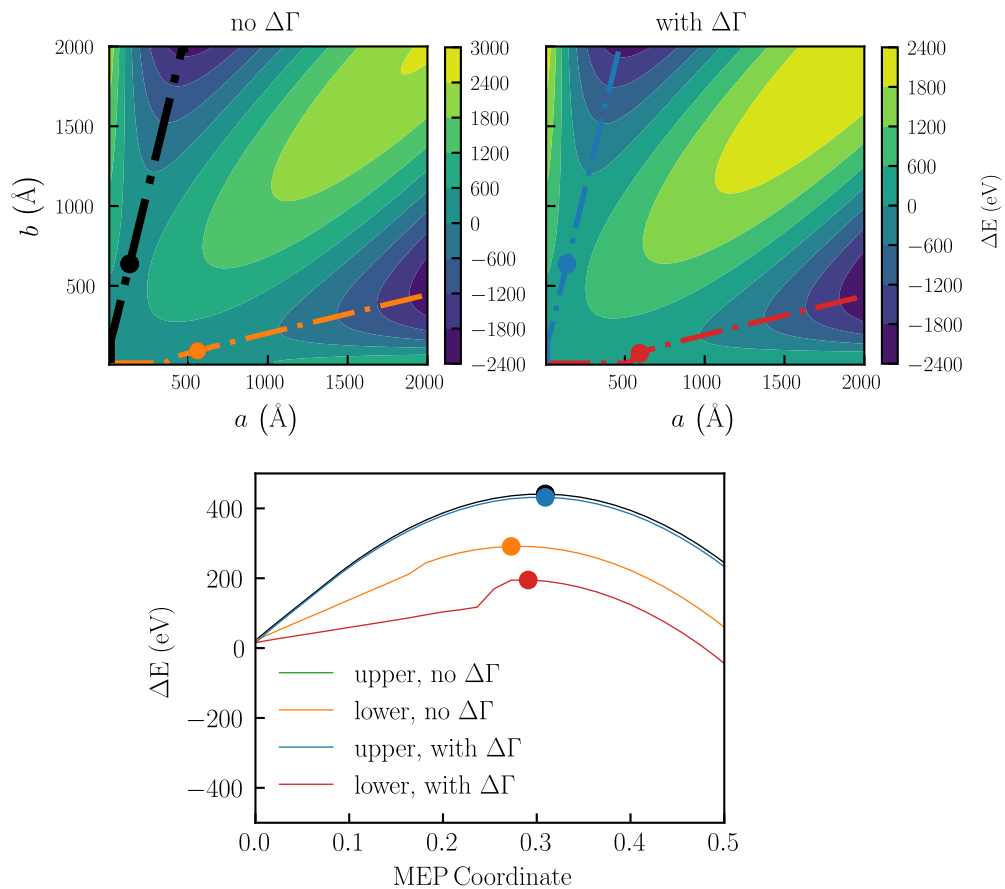 no ΔΓ
with ΔΓ
2000
1500
1000
500
b (Å)
500 1000 1500 2000
a (Å)
3000
2400
1800
1200
600
0
−600
−1200
−1800
−2400
500 1000 1500 2000
a (Å)
2400
1800
1200
600
0
−600
−1200
−1800
−2400
ΔE (eV)
400
200
0
−200
−400
ΔE (eV)
upper, no ΔΓ
lower, no ΔΓ
upper, with ΔΓ
lower, with ΔΓ
0.0 0.1 0.2 0.3 0.4 0.5
MEP Coordinate